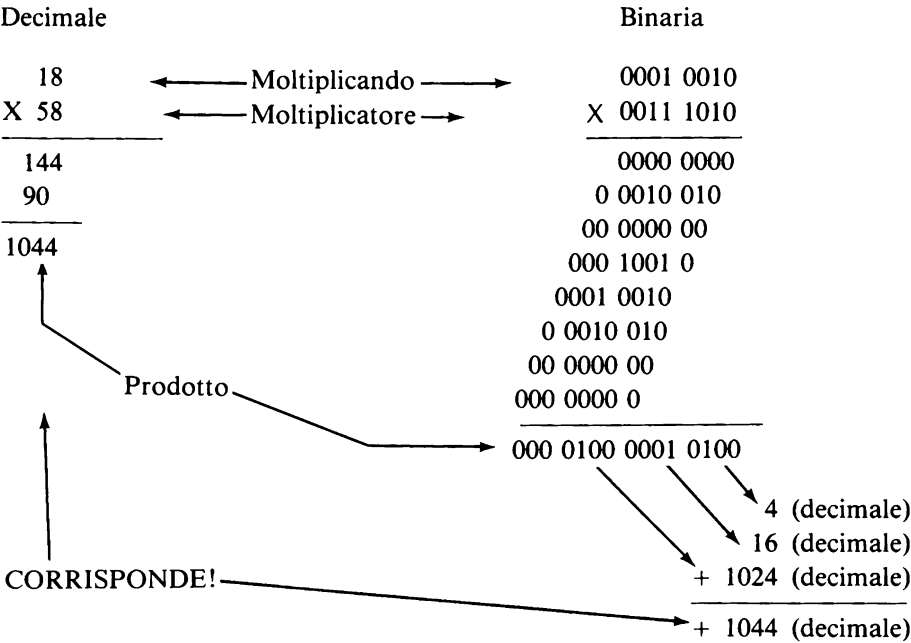 Decimale Binaria
18 Moltiplicando 0001 0010
X 58 Moltiplicatore X 0011 1010
144 0000 0000
90 0 0010 010
1044 00 0000 00
000 1001 0
0001 0010
0 0010 010
00 0000 00
Prodotto
000 0000 0
000 0100 0001 0100
4 (decimale)
16 (decimale)
CORRISPONDE! + 1024 (decimale)
+ 1044 (decimale)